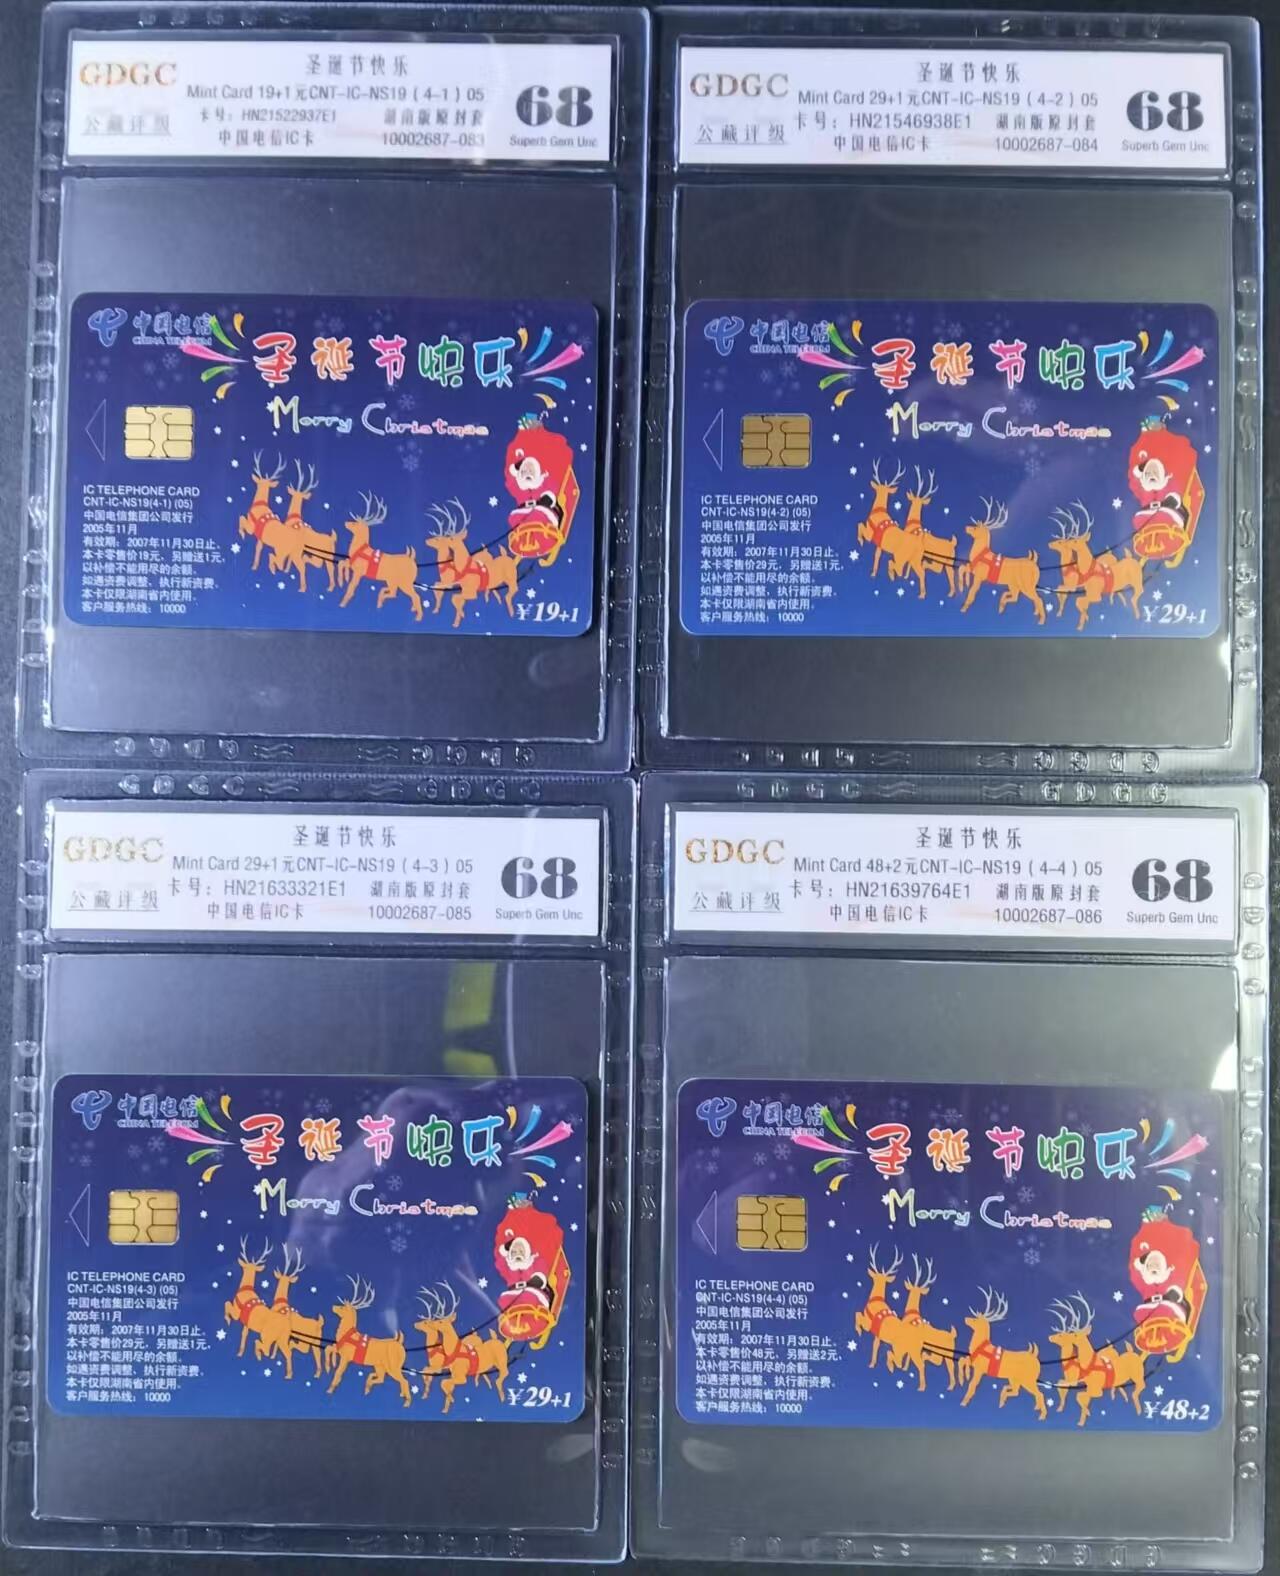 GDGC
公藏评级
圣诞节快乐
Mint Card 19+1元CNT-IC-NS19(4-1)05
卡号:HN21522937E1 湖南版原封套
中国电信IC卡 10002687-083
68
Superb Gem Unc
中国电信
CHINA TELECOM
圣诞节快乐
Merry Christmas
IC TELEPHONE CARD
CNT-IC-NS19(4-1) (05)
中国电信集团公司发行
2005年11月
有效期:2007年11月30日止。
本卡零售价19元,另赠送1元,
以补偿不能用尽的余额。
如遇资费调整,执行新资费。
本卡仅限湖南省内使用。
客户服务热线:10000
¥19+1
GDGC
公藏评级
圣诞节快乐
Mint Card 29+1元CNT-IC-NS19(4-2)05
卡号:HN21546938E1 湖南版原封套
中国电信IC卡 10002687-084
68
Superb Gem Unc
中国电信
CHINA TELECOM
圣诞节快乐
Merry Christmas
IC TELEPHONE CARD
CNT-IC-NS19(4-2) (05)
中国电信集团公司发行
2005年11月
有效期:2007年11月30日止。
本卡零售价29元,另赠送1元,
以补偿不能用尽的余额。
如遇资费调整,执行新资费。
本卡仅限湖南省内使用。
客户服务热线:10000
¥29+1
GDGC
公藏评级
圣诞节快乐
Mint Card 29+1元CNT-IC-NS19(4-3)05
卡号:HN21633321E1 湖南版原封套
中国电信IC卡 10002687-085
68
Superb Gem Unc
中国电信
CHINA TELECOM
圣诞节快乐
Merry Christmas
IC TELEPHONE CARD
CNT-IC-NS19(4-3) (05)
中国电信集团公司发行
2005年11月
有效期:2007年11月30日止。
本卡零售价29元,另赠送1元,
以补偿不能用尽的余额。
如遇资费调整,执行新资费。
本卡仅限湖南省内使用。
客户服务热线:10000
¥29+1
GDGC
公藏评级
圣诞节快乐
Mint Card 48+2元CNT-IC-NS19(4-4)05
卡号:HN21639764E1 湖南版原封套
中国电信IC卡 10002687-086
68
Superb Gem Unc
中国电信
CHINA TELECOM
圣诞节快乐
Merry Christmas
IC TELEPHONE CARD
CNT-IC-NS19(4-4) (05)
中国电信集团公司发行
2005年11月
有效期:2007年11月30日止。
本卡零售价48元,另赠送2元,
以补偿不能用尽的余额。
如遇资费调整,执行新资费。
本卡仅限湖南省内使用。
客户服务热线:10000
¥48+2